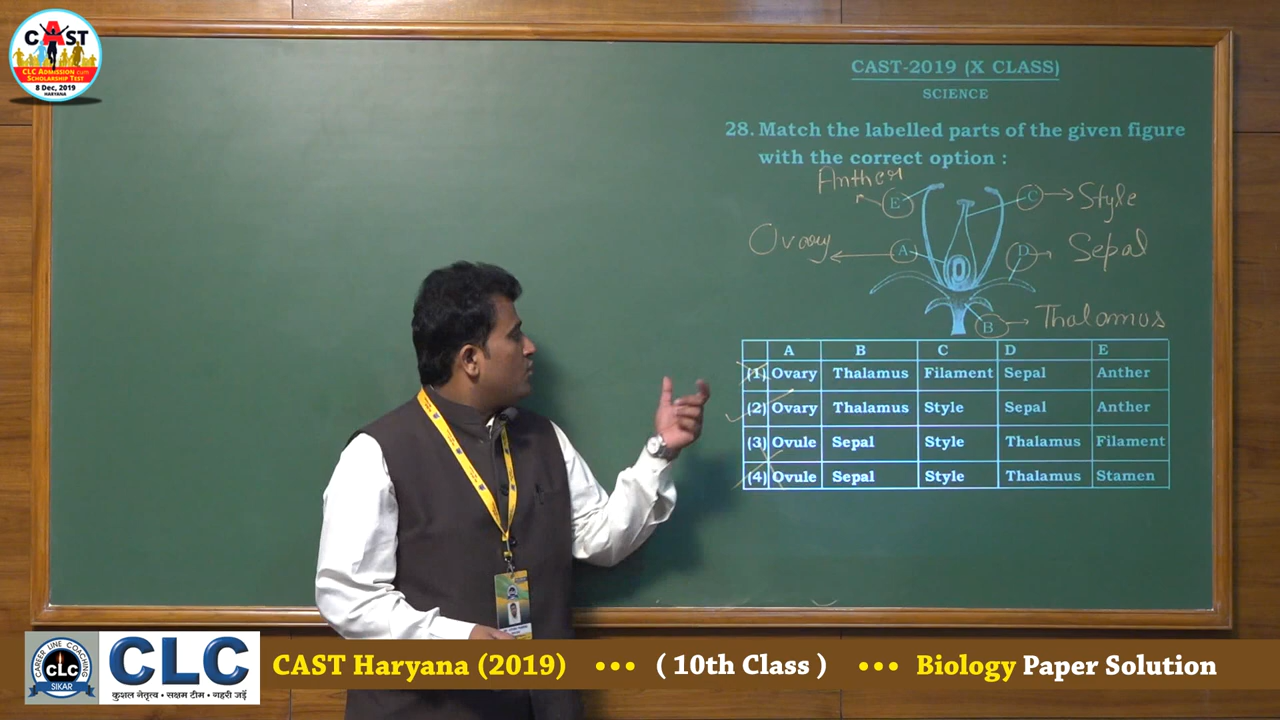 CAST
CLC ADMISSION.com
SCHOLARSHIP TEST
8 Dec, 2019
HARYANA
CAST-2019 (X CLASS)
SCIENCE
28. Match the labelled parts of the given figure
with the correct option :
Anther
E C Style
Ovary A D Sepal
B Thalamus
A B C D E
(1) Ovary Thalamus Filament Sepal Anther
(2) Ovary Thalamus Style Sepal Anther
(3) Ovule Sepal Style Thalamus Filament
(4) Ovule Sepal Style Thalamus Stamen
CAREER LINE COACHING
CLC
SIKAR
CLC
कुशल नेतृत्व • सक्षम टीम • गहरी जड़ें
CAST Haryana (2019) ••• ( 10th Class ) ••• Biology Paper Solution